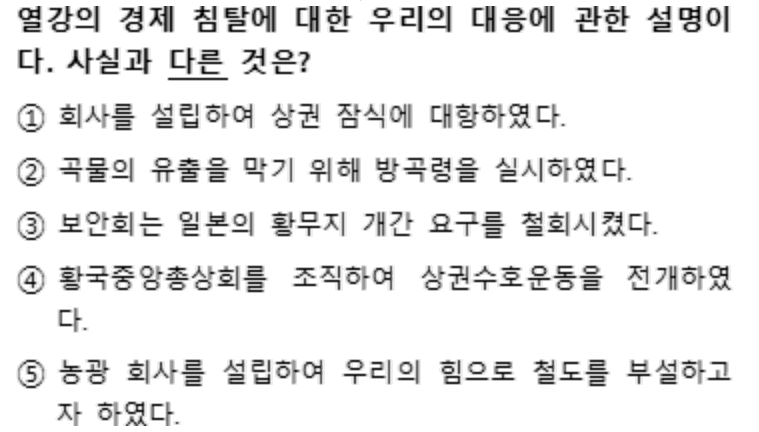 열강의 경제 침탈에 대한 우리의 대응에 관한 설명이
다. 사실과 다른 것은?
① 회사를 설립하여 상권 잠식에 대항하였다.
② 곡물의 유출을 막기 위해 방곡령을 실시하였다.
③ 보안회는 일본의 황무지 개간 요구를 철회시켰다.
④ 황국중앙총상회를 조직하여 상권수호운동을 전개하였
다.
⑤ 농광 회사를 설립하여 우리의 힘으로 철도를 부설하고
자 하였다.